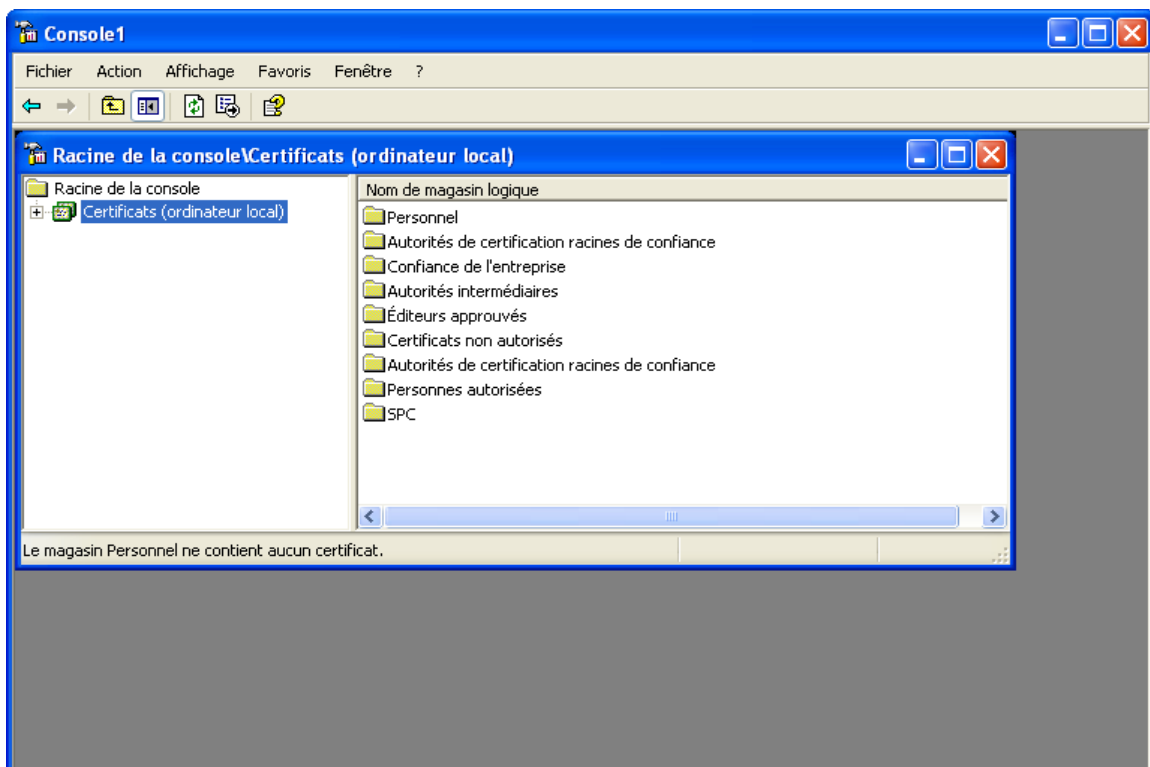 Console1
Fichier Action Affichage Favoris Fenêtre ?
Racine de la console\Certificats (ordinateur local)
Racine de la console
Certificats (ordinateur local)
Nom de magasin logique
Personnel
Autorités de certification racines de confiance
Confiance de l'entreprise
Autorités intermédiaires
Éditeurs approuvés
Certificats non autorisés
Autorités de certification racines de confiance
Personnes autorisées
SPC
Le magasin Personnel ne contient aucun certificat.